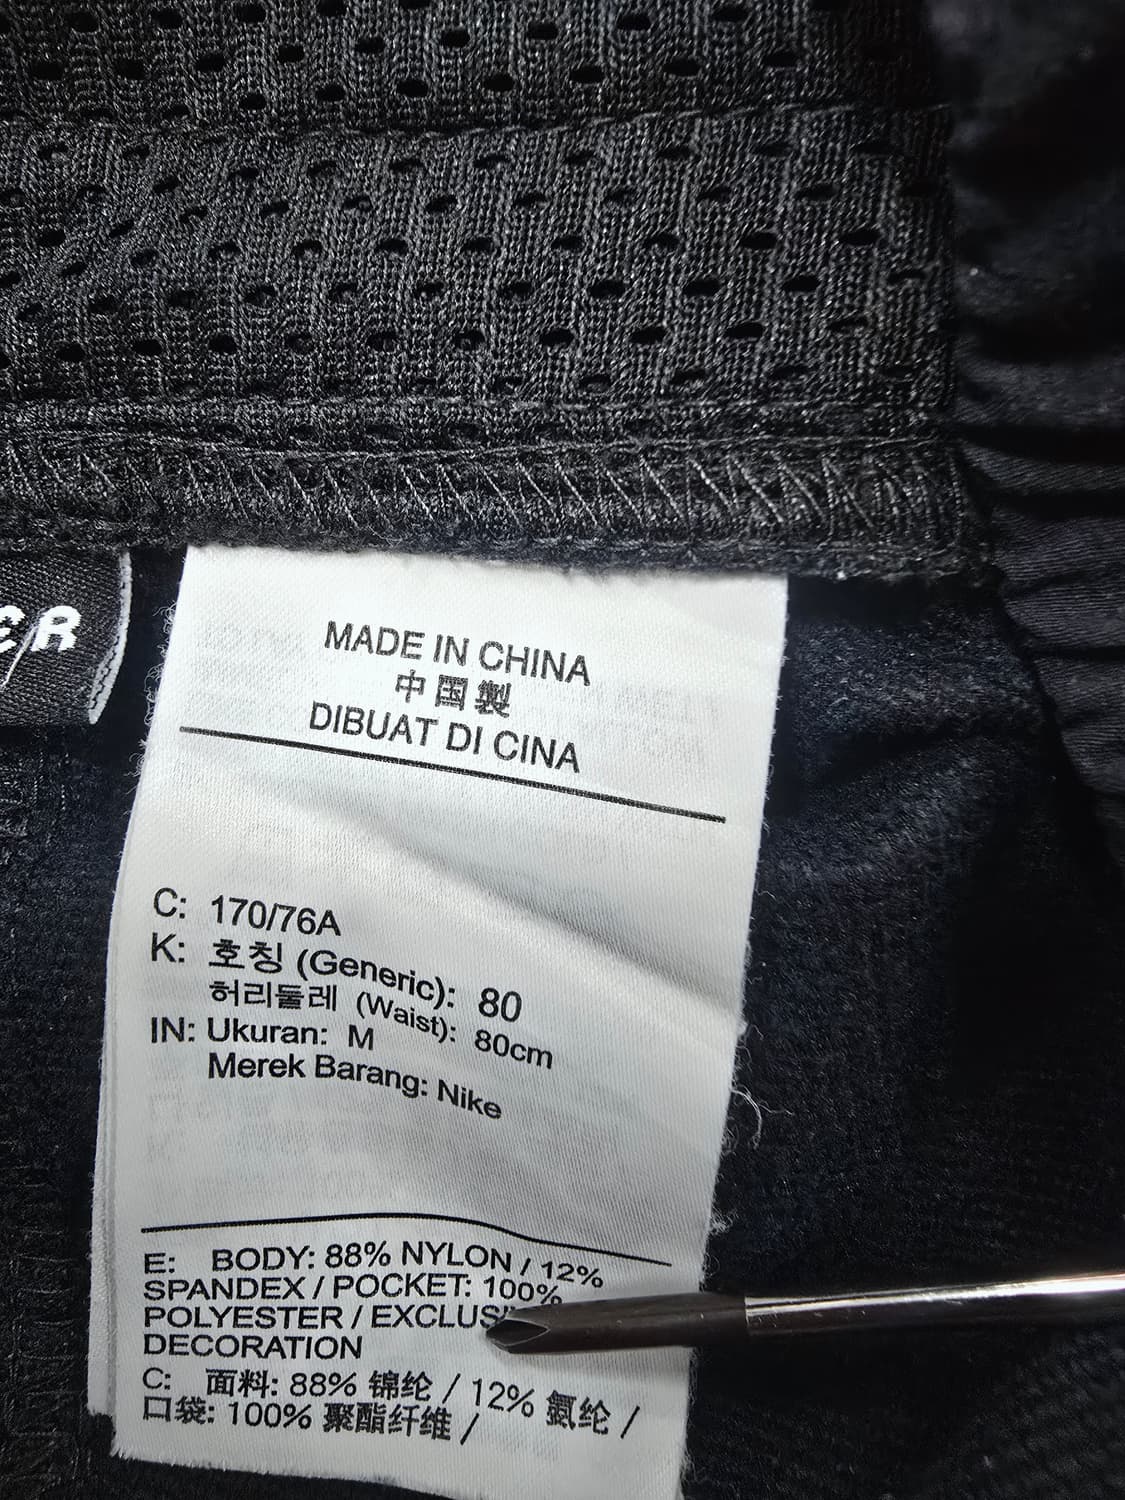 R
MADE IN CHINA
中国製
DIBUAT DI CINA
C: 170/76A
K: 호칭 (Generic): 80
허리둘레 (Waist): 80cm
IN: Ukuran: M
Merek Barang: Nike
E: BODY: 88% NYLON / 12%
SPANDEX / POCKET: 100%
POLYESTER /
DECORATION
C: 面料: 88% 锦纶 / 12% 氨纶 /
口袋: 100% 聚酯纤维 /